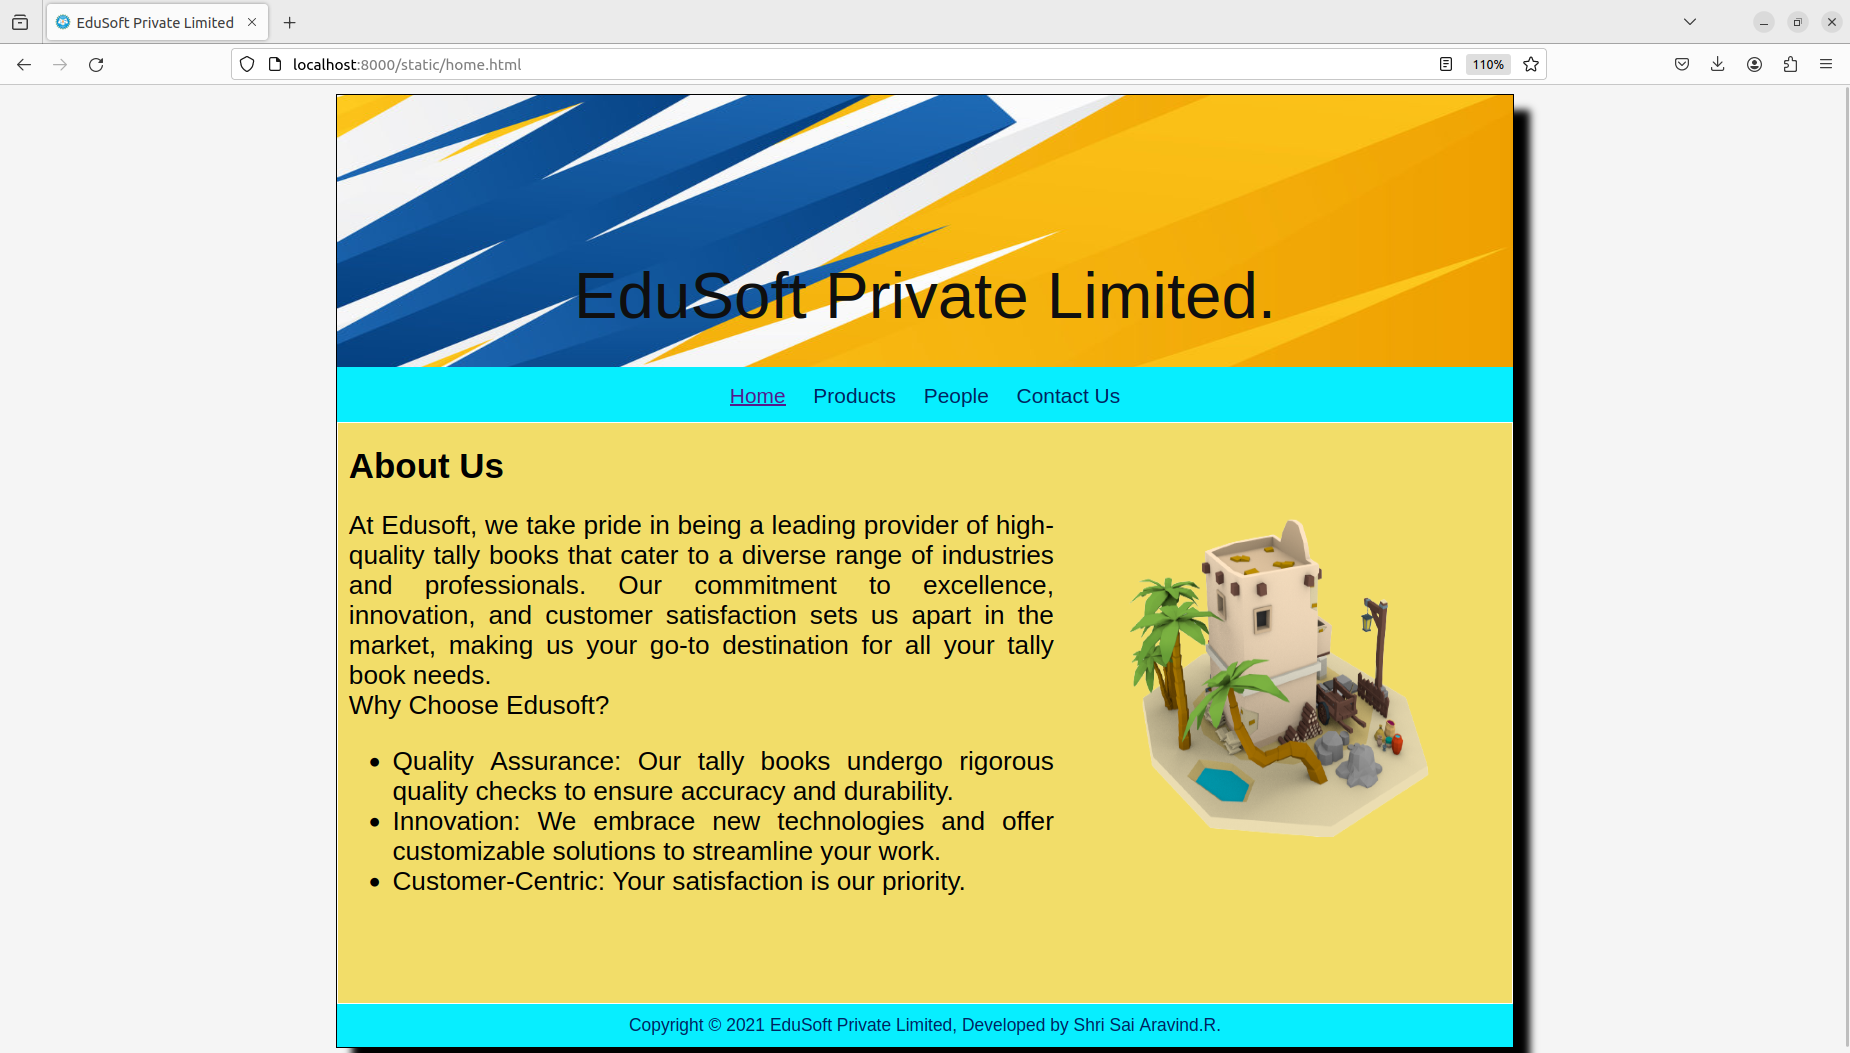 EduSoft Private Limited
localhost:8000/static/home.html
110%
EduSoft Private Limited.
Home Products People Contact Us
About Us
At Edusoft, we take pride in being a leading provider of high-
quality tally books that cater to a diverse range of industries
and professionals. Our commitment to excellence,
innovation, and customer satisfaction sets us apart in the
market, making us your go-to destination for all your tally
book needs.
Why Choose Edusoft?
• Quality Assurance: Our tally books undergo rigorous
quality checks to ensure accuracy and durability.
• Innovation: We embrace new technologies and offer
customizable solutions to streamline your work.
• Customer-Centric: Your satisfaction is our priority.
Copyright © 2021 EduSoft Private Limited, Developed by Shri Sai Aravind.R.